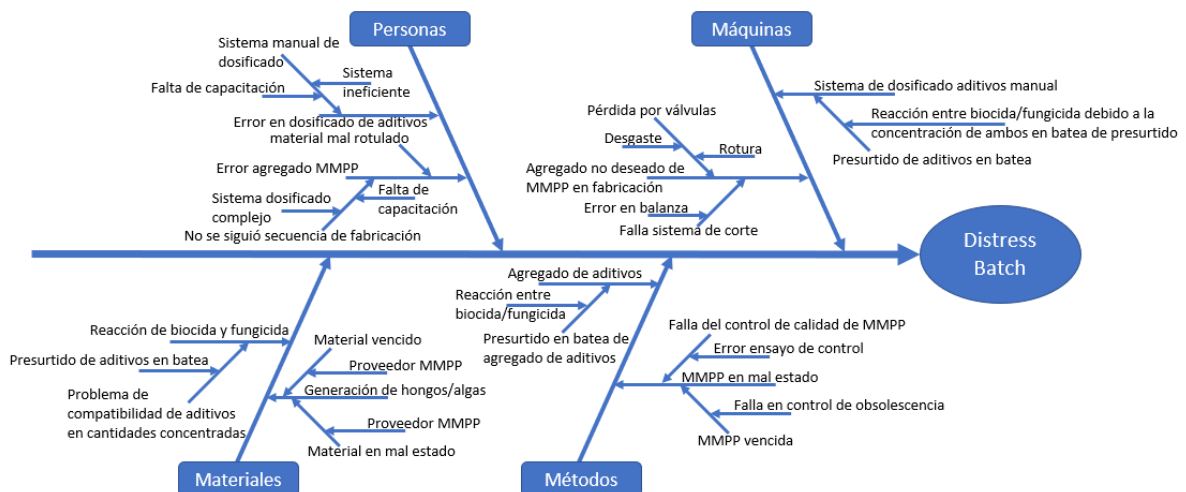 Personas
Máquinas
Sistema manual de
dosificado
Sistema
ineficiente
Falta de capacitación
Error en dosificado de aditivos
material mal rotulado
Error agregado MMPP
Falta de
capacitación
Sistema dosificado
complejo
No se siguió secuencia de fabricación
Sistema de dosificado aditivos manual
Pérdida por válvulas
Reacción entre biocida/fungicida debido a la
concentración de ambos en batea de presurtido
Desgaste
Rotura
Presurtido de aditivos en batea
Agregado no deseado de
MMPP en fabricación
Error en balanza
Falla sistema de corte
Distress
Batch
Agregado de aditivos
Reacción entre
biocida/fungicida
Presurtido en batea de
agregado de aditivos
Reacción de biocida y fungicida
Presurtido de aditivos en batea
Problema de
compatibilidad de aditivos
en cantidades concentradas
Material vencido
Proveedor MMPP
Generación de hongos/algas
Proveedor MMPP
Material en mal estado
Falla del control de calidad de MMPP
Error ensayo de control
MMPP en mal estado
Falla en control de obsolescencia
MMPP vencida
Materiales
Métodos